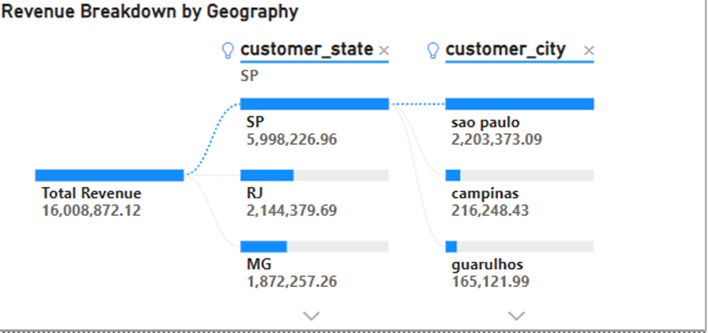 Revenue Breakdown by Geography
customer_state × customer_city ×
SP
SP
5,998,226.96
sao paulo
2,203,373.09
Total Revenue
16,008,872.12
RJ
2,144,379.69
campinas
216,248.43
MG
1,872,257.26
guarulhos
165,121.99